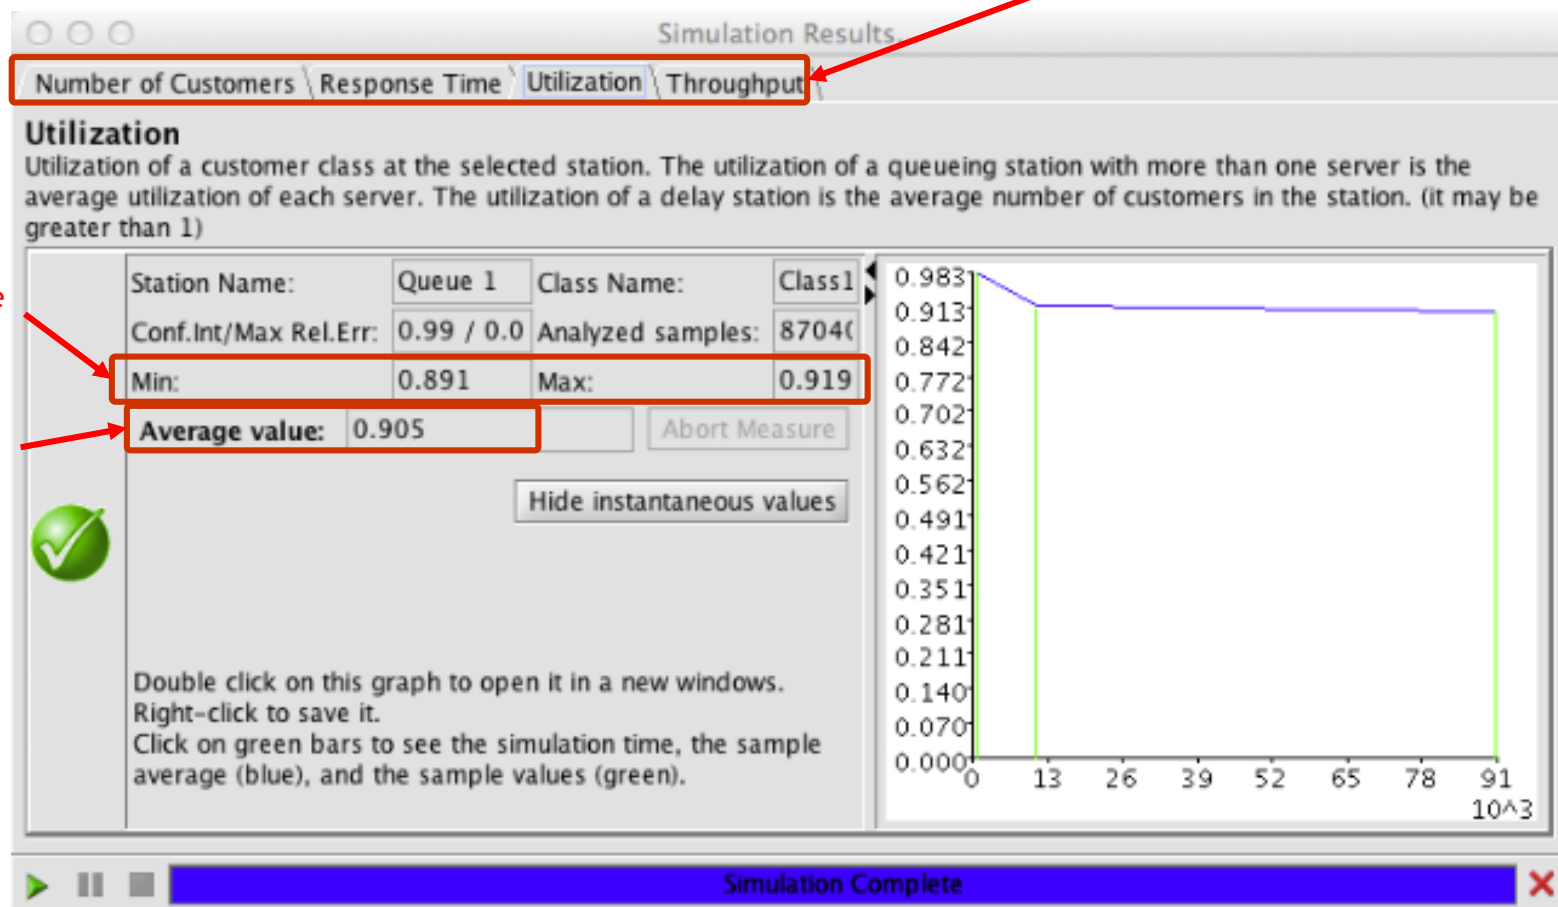 Simulation Results.
Number of Customers Response Time Utilization Throughput
Utilization
Utilization of a customer class at the selected station. The utilization of a queueing station with more than one server is the
average utilization of each server. The utilization of a delay station is the average number of customers in the station. (it may be
greater than 1)
Station Name: Queue 1 Class Name: Class1
Conf.Int/Max Rel.Err: 0.99 / 0.0 Analyzed samples:
Min: 0.891 Max: 0.919
Average value: 0.905 Abort Measure
Hide instantaneous values
Double click on this graph to open it in a new windows.
Right-click to save it.
Click on green bars to see the simulation time, the sample
average (blue), and the sample values (green).
0.983
0.913
0.842
0.772
0.702
0.632
0.562
0.491
0.421
0.351
0.281
0.211
0.140
0.070
0.000
0 13 26 39 52 65 78 91
10^3
Simulation Complete